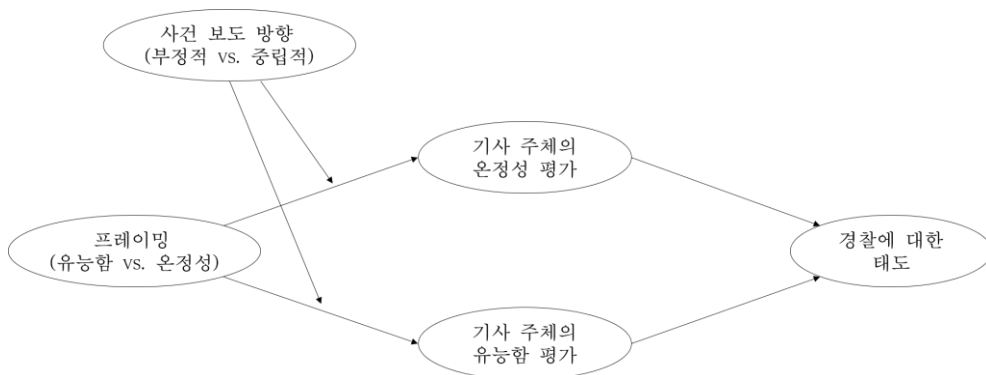 사건 보도 방향
(부정적 vs. 중립적)
기사 주체의
온정성 평가
프레이밍
(유능함 vs. 온정성)
경찰에 대한
태도
기사 주체의
유능함 평가